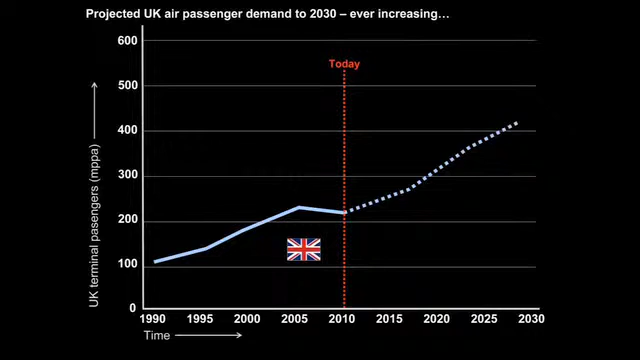 Projected UK air passenger demand to 2030 – ever increasing…
600
Today
500
400
300
200
100
0
UK terminal passengers (mppa)
1990 1995 2000 2005 2010 2015 2020 2025 2030
Time